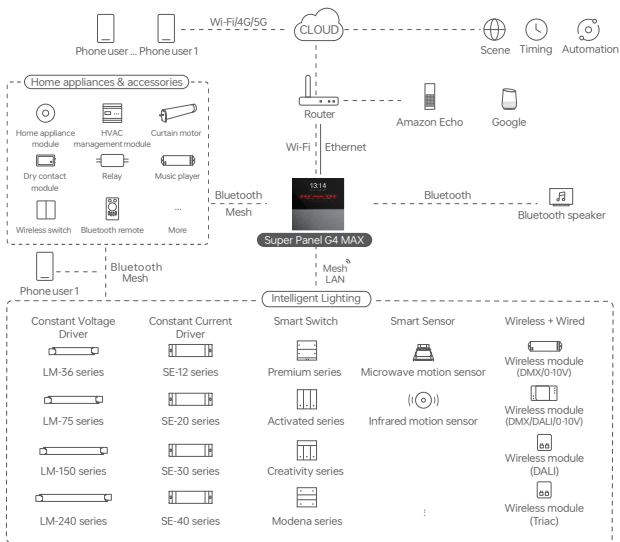 Wi-Fi/4G/5G
CLOUD
Phone user ... Phone user 1
Scene Timing Automation
Home appliances & accessories
Router
Amazon Echo Google
Home appliance module
HVAC management module
Curtain motor
Wi-Fi Ethernet
Dry contact module
Relay
Music player
13:14
Bluetooth Mesh
Bluetooth
Bluetooth speaker
Wireless switch Bluetooth remote More
...
Super Panel G4 MAX
Bluetooth Mesh
Phone user 1
Mesh LAN
Intelligent Lighting
Constant Voltage Driver
Constant Current Driver
Smart Switch
Smart Sensor
Wireless + Wired
LM-36 series
SE-12 series
Premium series
Microwave motion sensor
Wireless module (DMX/0-10V)
LM-75 series
SE-20 series
Activated series
Infrared motion sensor
Wireless module (DMX/DALI/0-10V)
LM-150 series
SE-30 series
Creativity series
Wireless module (DALI)
LM-240 series
SE-40 series
Modena series
⋮
Wireless module (Triac)